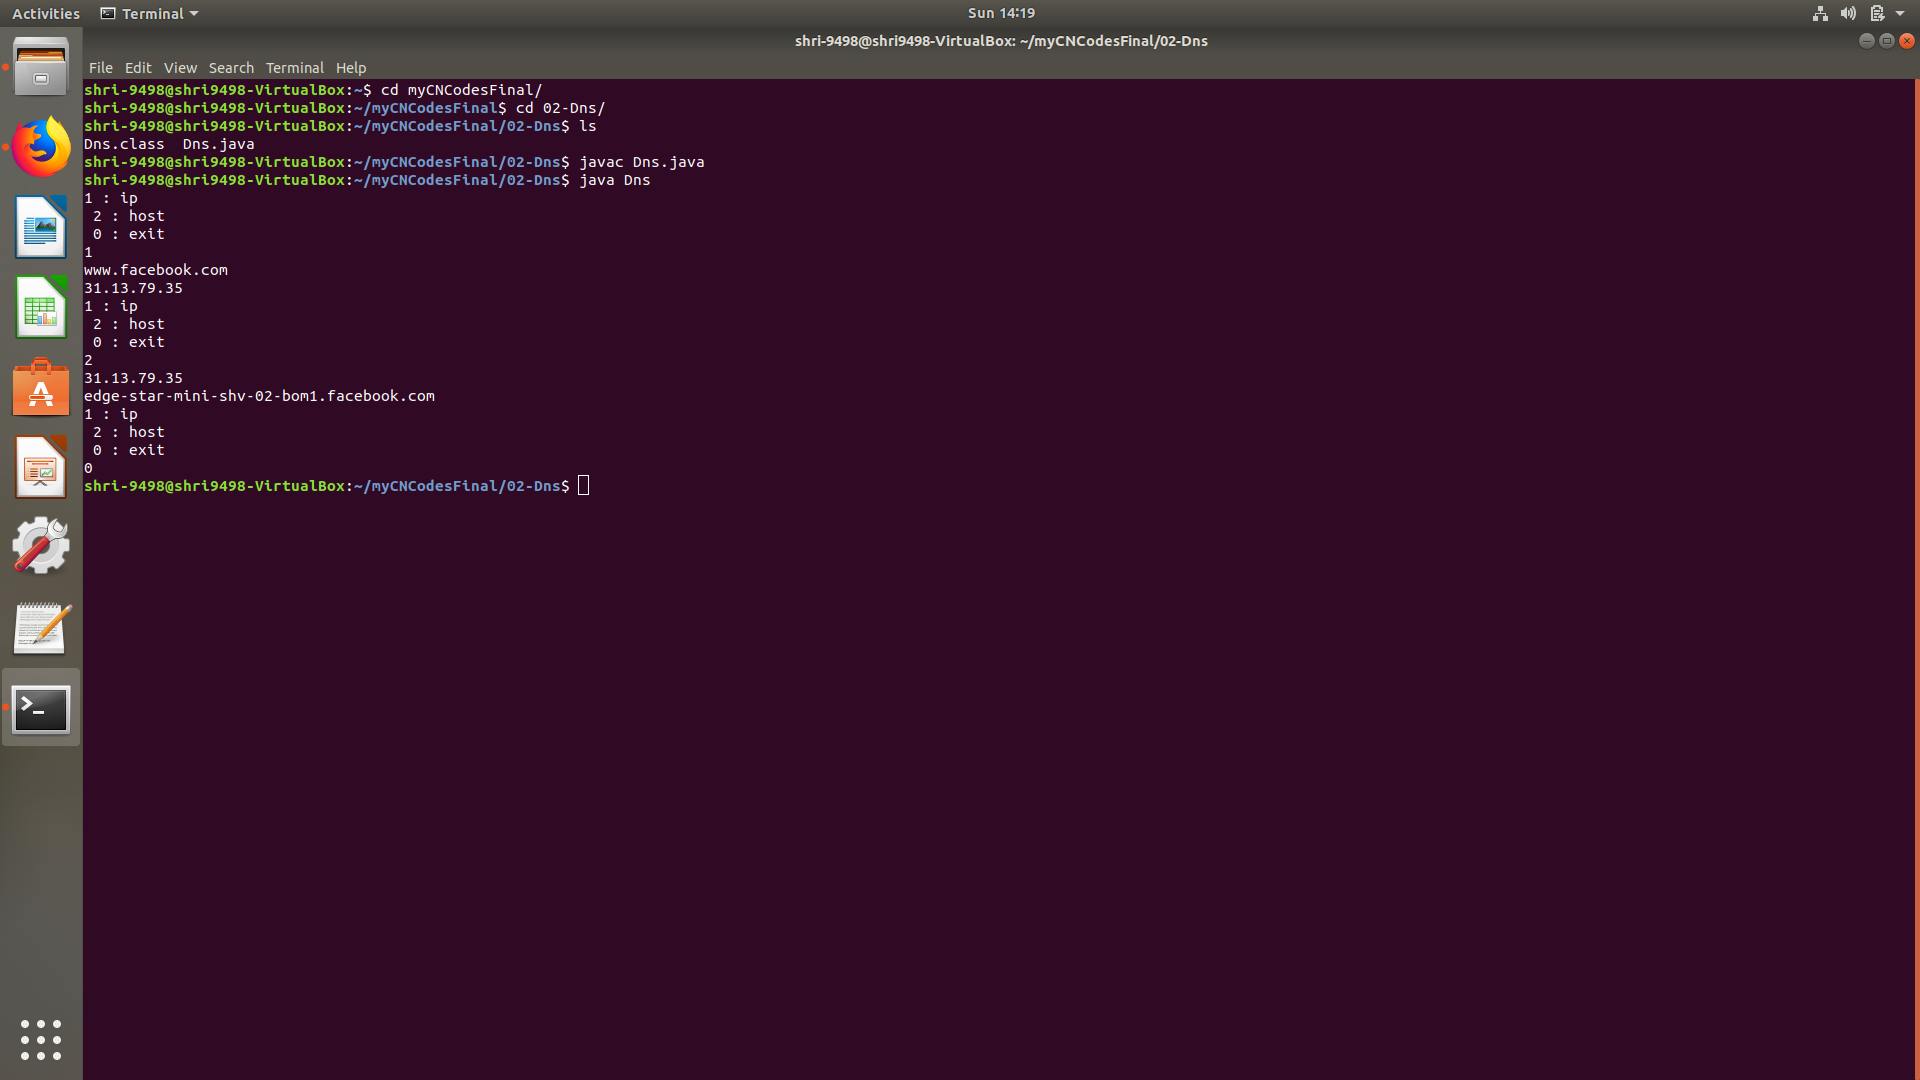 Activities Terminal Sun 14:19
shri-9498@shri9498-VirtualBox: ~/myCNCodesFinal/02-Dns
File Edit View Search Terminal Help
shri-9498@shri9498-VirtualBox:~$ cd myCNCodesFinal/
shri-9498@shri9498-VirtualBox:~/myCNCodesFinal$ cd 02-Dns/
shri-9498@shri9498-VirtualBox:~/myCNCodesFinal/02-Dns$ ls
Dns.class  Dns.java
shri-9498@shri9498-VirtualBox:~/myCNCodesFinal/02-Dns$ javac Dns.java
shri-9498@shri9498-VirtualBox:~/myCNCodesFinal/02-Dns$ java Dns
1 : ip
 2 : host
 0 : exit
1
www.facebook.com
31.13.79.35
1 : ip
 2 : host
 0 : exit
2
31.13.79.35
edge-star-mini-shv-02-bom1.facebook.com
1 : ip
 2 : host
 0 : exit
0
shri-9498@shri9498-VirtualBox:~/myCNCodesFinal/02-Dns$